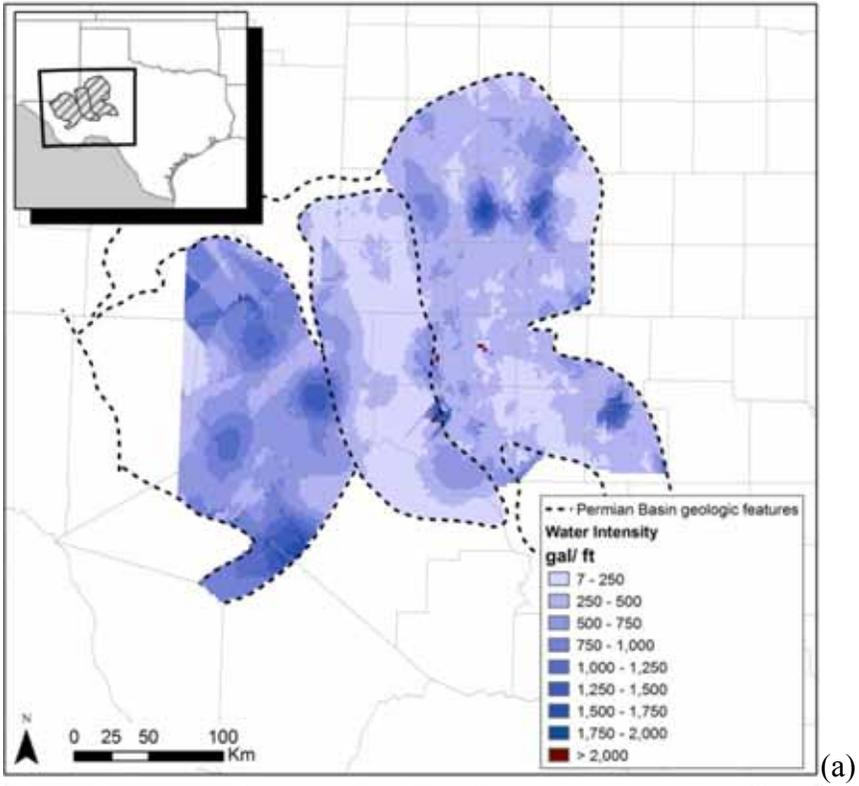 Permian Basin geologic features
Water Intensity
gal/ ft
7 - 250
250 - 500
500 - 750
750 - 1,000
1,000 - 1,250
1,250 - 1,500
1,500 - 1,750
1,750 - 2,000
> 2,000
N
0 25 50 100
Km
(a)